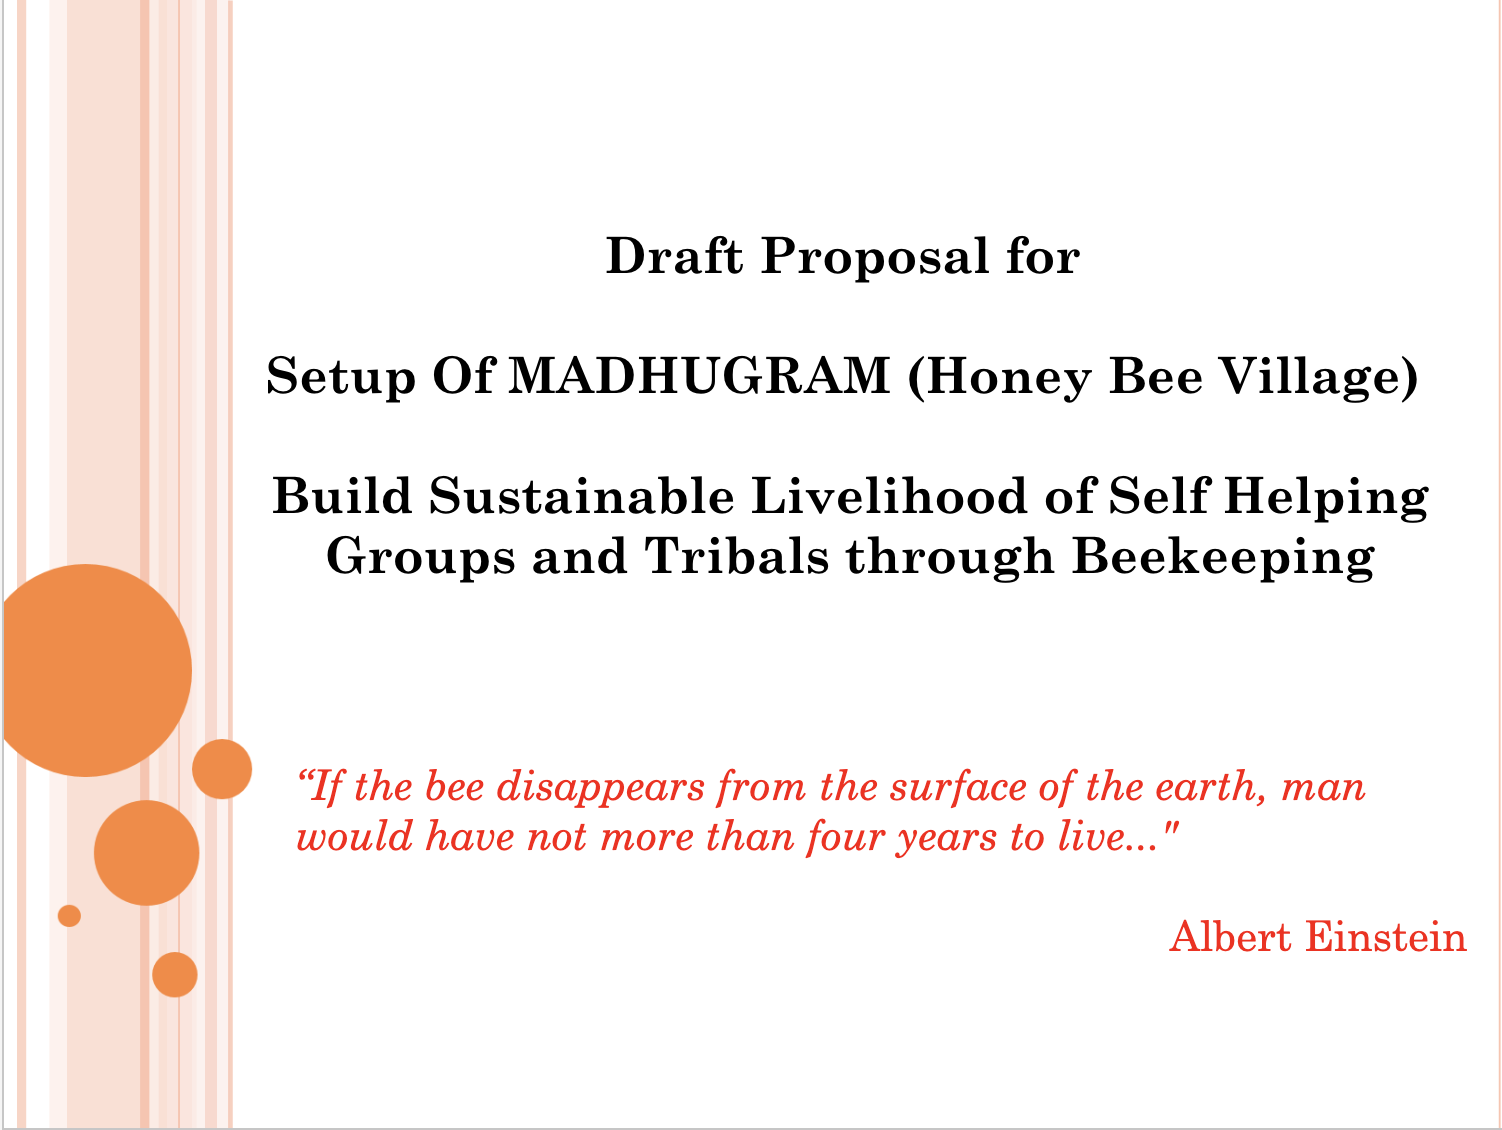 Draft Proposal for
Setup Of MADHUGRAM (Honey Bee Village)
Build Sustainable Livelihood of Self Helping
Groups and Tribals through Beekeeping
“If the bee disappears from the surface of the earth, man
would have not more than four years to live..."
Albert Einstein